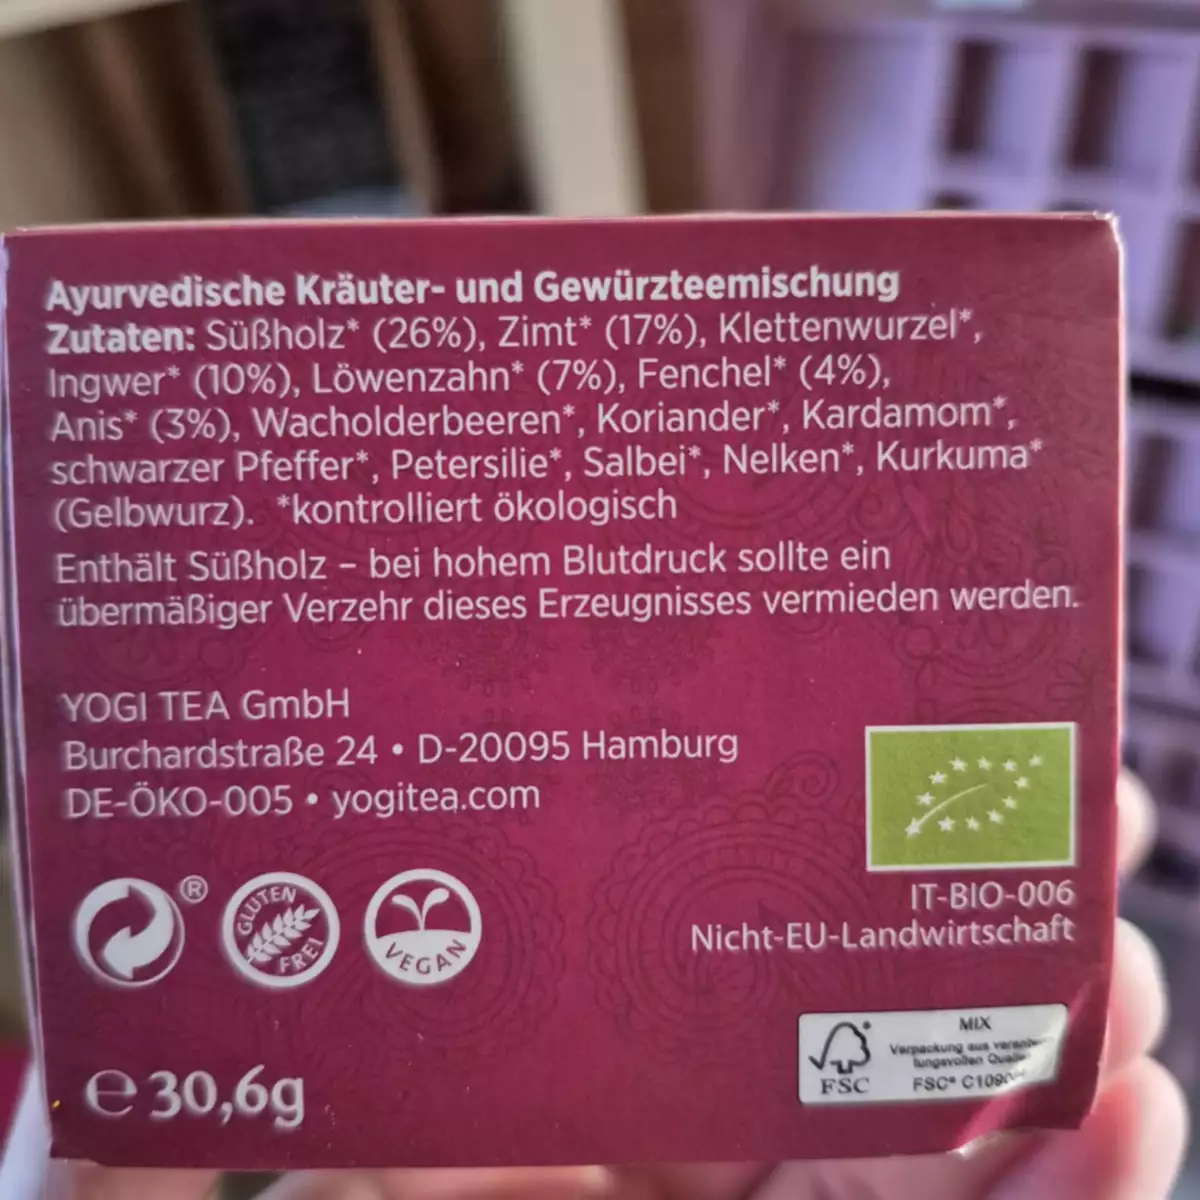 Ayurvedische Kräuter- und Gewürzteemischung
Zutaten: Süßholz* (26%), Zimt* (17%), Klettenwurzel*,
Ingwer* (10%), Löwenzahn* (7%), Fenchel* (4%),
Anis* (3%), Wacholderbeeren*, Koriander*, Kardamom*,
schwarzer Pfeffer*, Petersilie*, Salbei*, Nelken*, Kurkuma*
(Gelbwurz). *kontrolliert ökologisch
Enthält Süßholz – bei hohem Blutdruck sollte ein
übermäßiger Verzehr dieses Erzeugnisses vermieden werden.
YOGI TEA GmbH
Burchardstraße 24 • D-20095 Hamburg
DE-ÖKO-005 • yogitea.com
®
GLUTEN
FREI
VEGAN
IT-BIO-006
Nicht-EU-Landwirtschaft
℮ 30,6g
FSC
MIX
Verpackung aus
FSC®